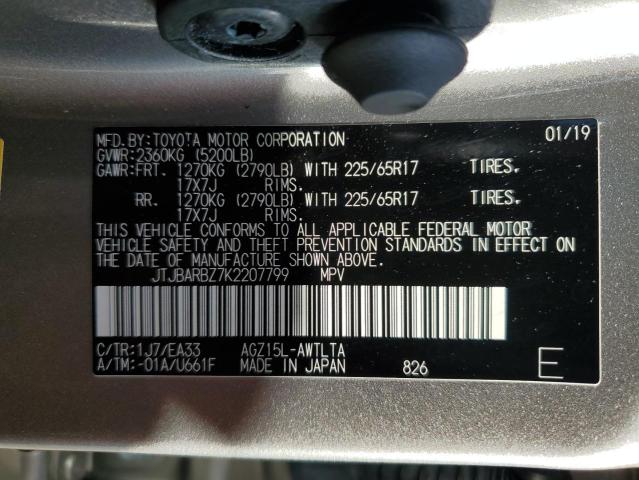 MFD.BY:TOYOTA MOTOR CORPORATION 01/19
GVWR:2360KG (5200LB)
GAWR:FRT. 1270KG (2790LB) WITH 225/65R17 TIRES.
17X7J RIMS.
RR. 1270KG (2790LB) WITH 225/65R17 TIRES.
17X7J RIMS.
THIS VEHICLE CONFORMS TO ALL APPLICABLE FEDERAL MOTOR
VEHICLE SAFETY AND THEFT PREVENTION STANDARDS IN EFFECT ON
THE DATE OF MANUFACTURE SHOWN ABOVE.
JTJBARBZ7K2207799 MPV
C/TR:1J7/EA33 AGZ15L-AWTLTA
A/TM:-01A/U661F MADE IN JAPAN 826 E